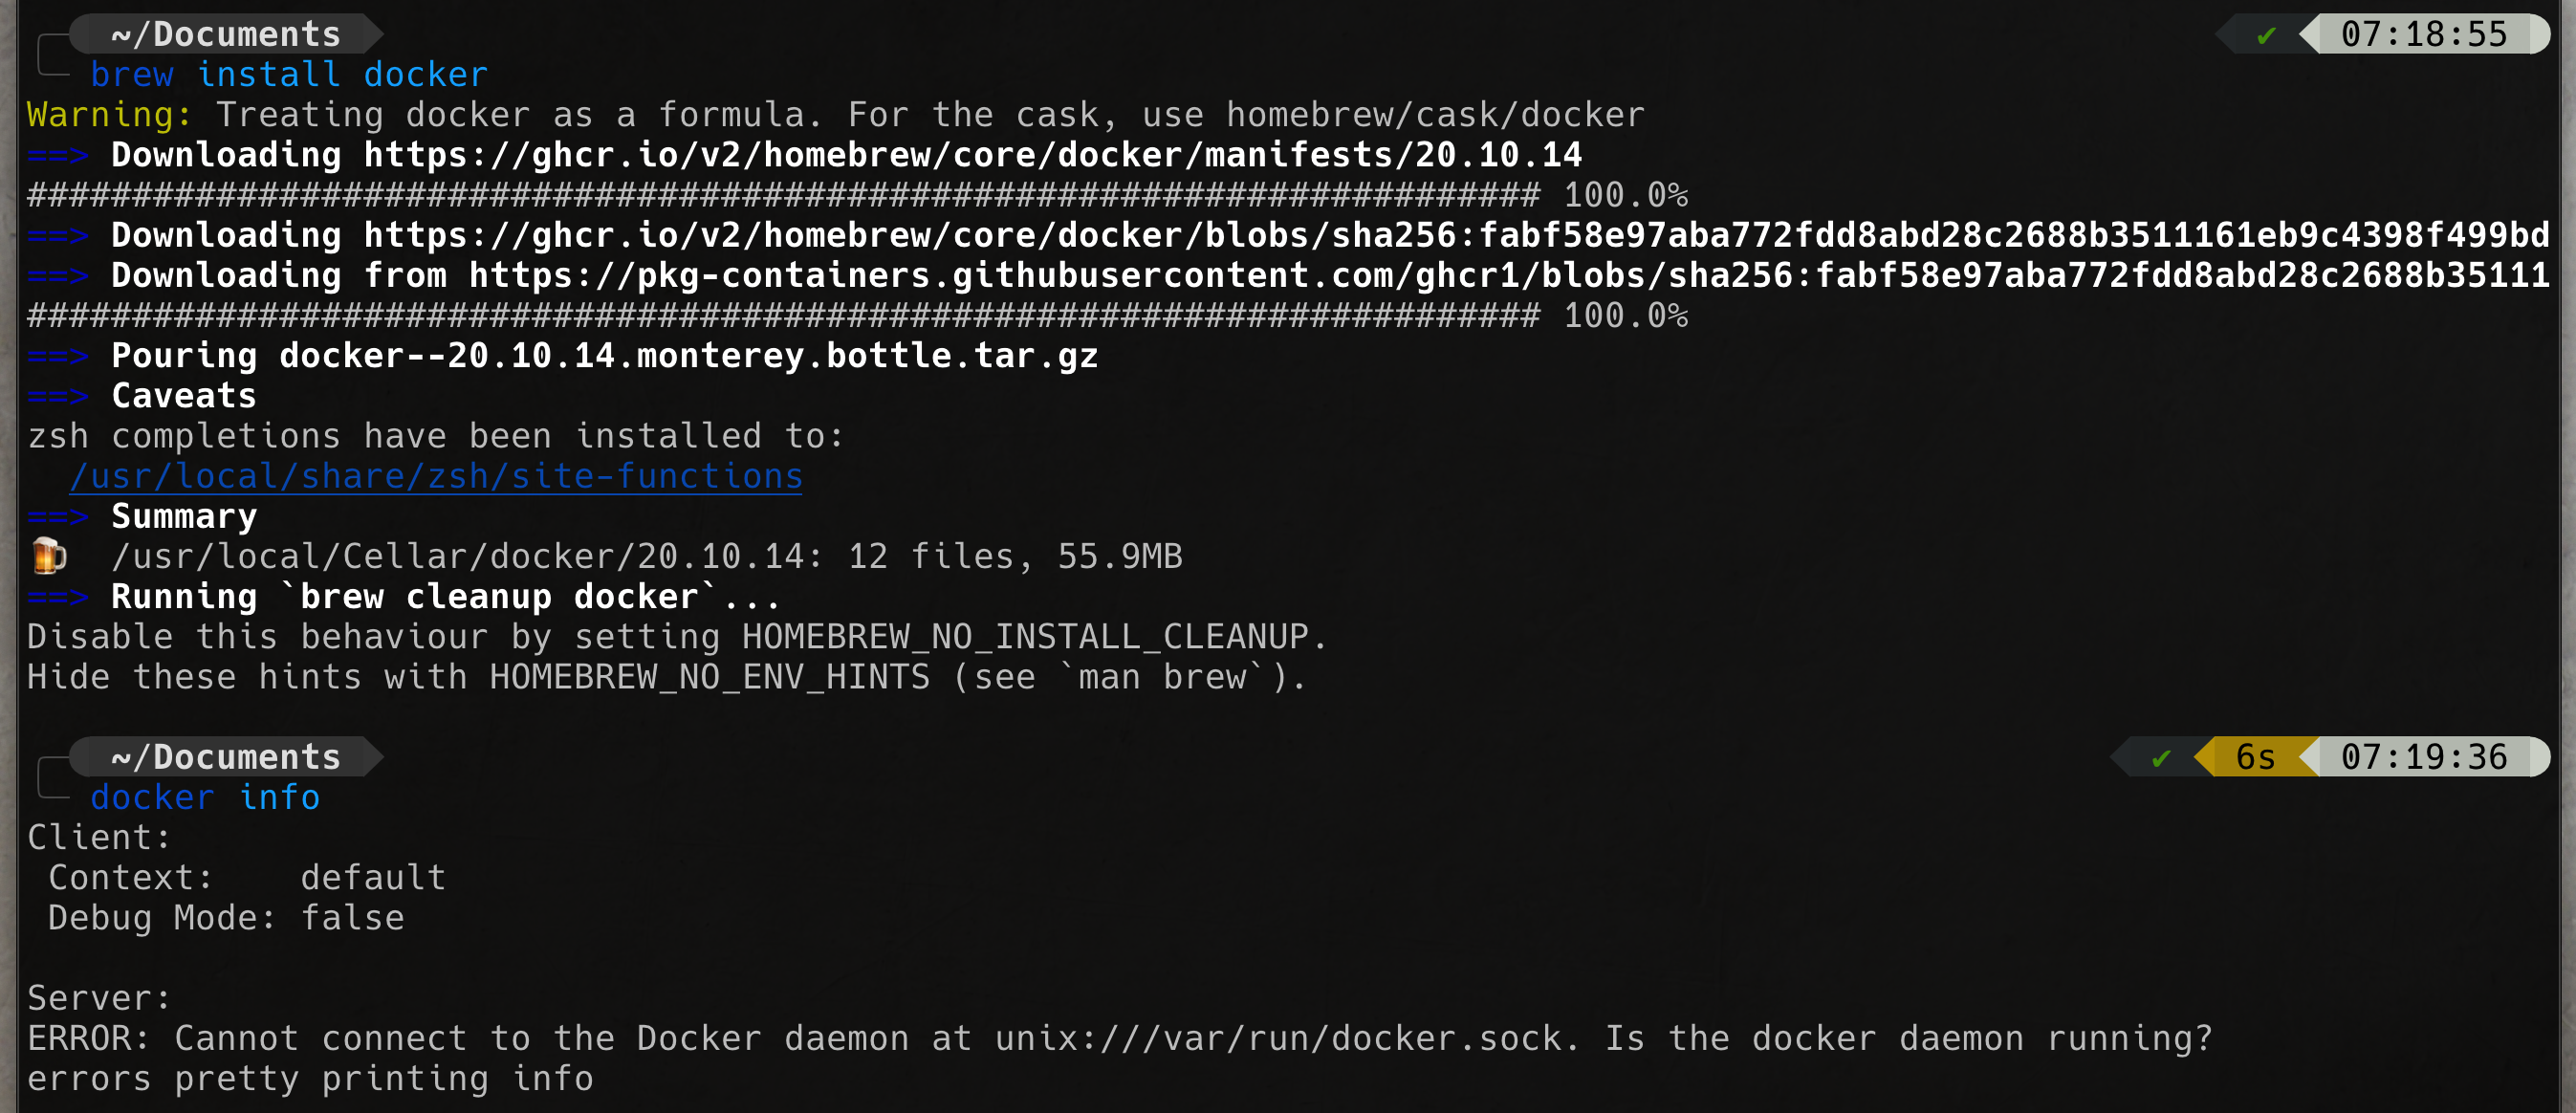 ~/Documents ✔ 07:18:55
brew install docker
Warning: Treating docker as a formula. For the cask, use homebrew/cask/docker
==> Downloading https://ghcr.io/v2/homebrew/core/docker/manifests/20.10.14
######################################################################## 100.0%
==> Downloading https://ghcr.io/v2/homebrew/core/docker/blobs/sha256:fabf58e97aba772fdd8abd28c2688b3511161eb9c4398f499bd
==> Downloading from https://pkg-containers.githubusercontent.com/ghcr1/blobs/sha256:fabf58e97aba772fdd8abd28c2688b35111
######################################################################## 100.0%
==> Pouring docker--20.10.14.monterey.bottle.tar.gz
==> Caveats
zsh completions have been installed to:
  /usr/local/share/zsh/site-functions
==> Summary
🍺  /usr/local/Cellar/docker/20.10.14: 12 files, 55.9MB
==> Running `brew cleanup docker`...
Disable this behaviour by setting HOMEBREW_NO_INSTALL_CLEANUP.
Hide these hints with HOMEBREW_NO_ENV_HINTS (see `man brew`).
~/Documents ✔ 6s 07:19:36
docker info
Client:
 Context:    default
 Debug Mode: false
Server:
ERROR: Cannot connect to the Docker daemon at unix:///var/run/docker.sock. Is the docker daemon running?
errors pretty printing info